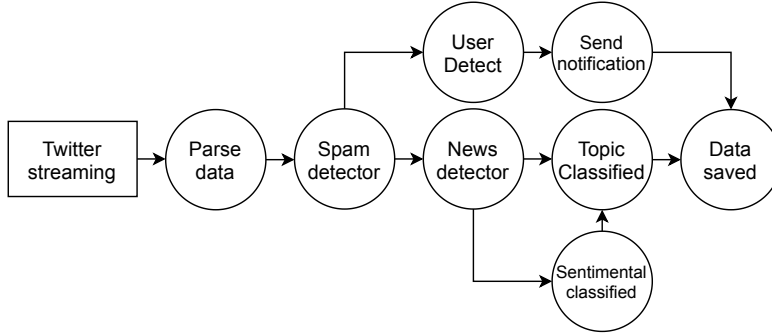 User
Detect
Send
notification
Twitter
streaming
Parse
data
Spam
detector
News
detector
Topic
Classified
Data
saved
Sentimental
classified